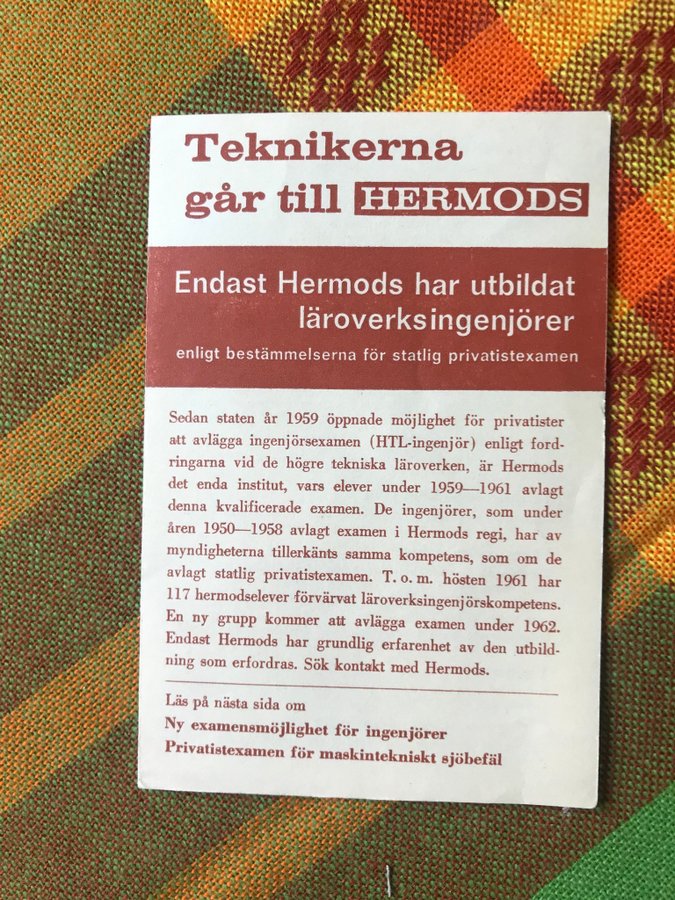 Teknikerna
går till HERMODS
Endast Hermods har utbildat
läroverksingenjörer
enligt bestämmelserna för statlig privatistexamen
Sedan staten år 1959 öppnade möjlighet för privatister
att avlägga ingenjörsexamen (HTL-ingenjör) enligt ford-
ringarna vid de högre tekniska läroverken, är Hermods
det enda institut, vars elever under 1959—1961 avlagt
denna kvalificerade examen. De ingenjörer, som under
åren 1950—1958 avlagt examen i Hermods regi, har av
myndigheterna tillerkänts samma kompetens, som om de
avlagt statlig privatistexamen. T. o. m. hösten 1961 har
117 hermodselever förvärvat läroverksingenjörskompetens.
En ny grupp kommer att avlägga examen under 1962.
Endast Hermods har grundlig erfarenhet av den utbild-
ning som erfordras. Sök kontakt med Hermods.
Läs på nästa sida om
Ny examensmöjlighet för ingenjörer
Privatistexamen för maskintekniskt sjöbefäl